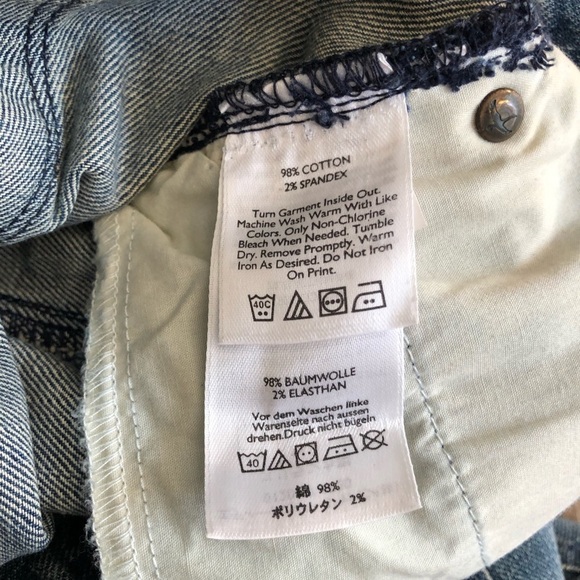 98% COTTON
2% SPANDEX
Turn Garment Inside Out.
Machine Wash Warm With Like
Colors. Only Non-Chlorine
Bleach When Needed. Tumble
Dry. Remove Promptly. Warm
Iron As Desired. Do Not Iron
On Print.
40C
98% BAUMWOLLE
2% ELASTHAN
Vor dem Waschen linke
Warenseite nach aussen
drehen.Druck nicht bügeln
40
綿 98%
ポリウレタン 2%